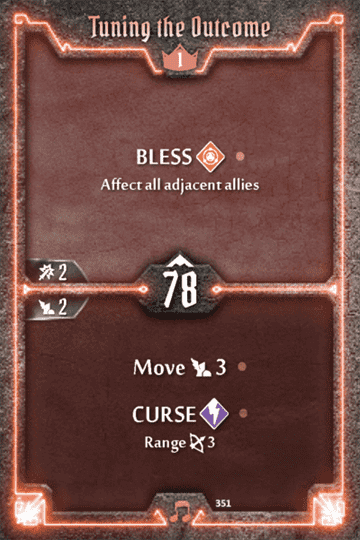 Tuning the Outcome
1
BLESS
Affect all adjacent allies
2
78
2
Move 3
CURSE
Range 3
351